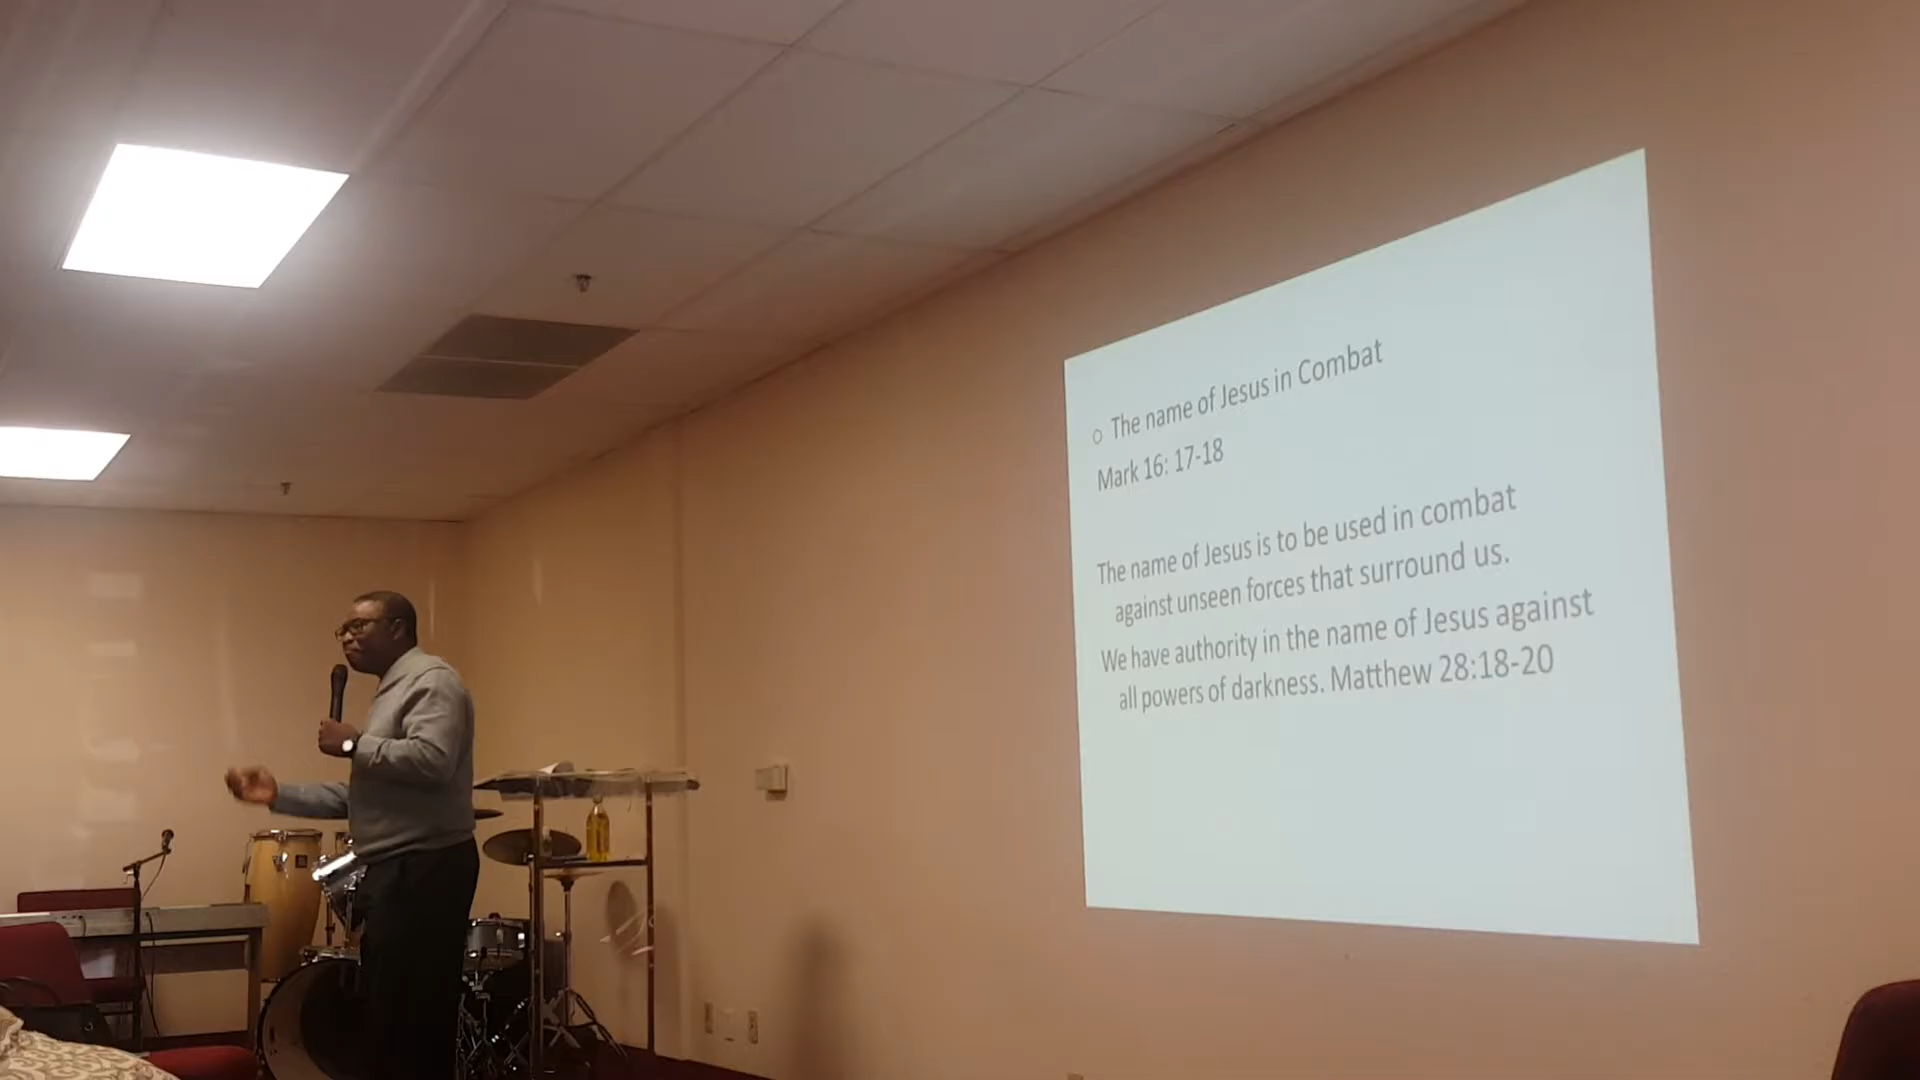 ○ The name of Jesus in Combat
Mark 16: 17-18
The name of Jesus is to be used in combat
against unseen forces that surround us.
We have authority in the name of Jesus against
all powers of darkness. Matthew 28:18-20